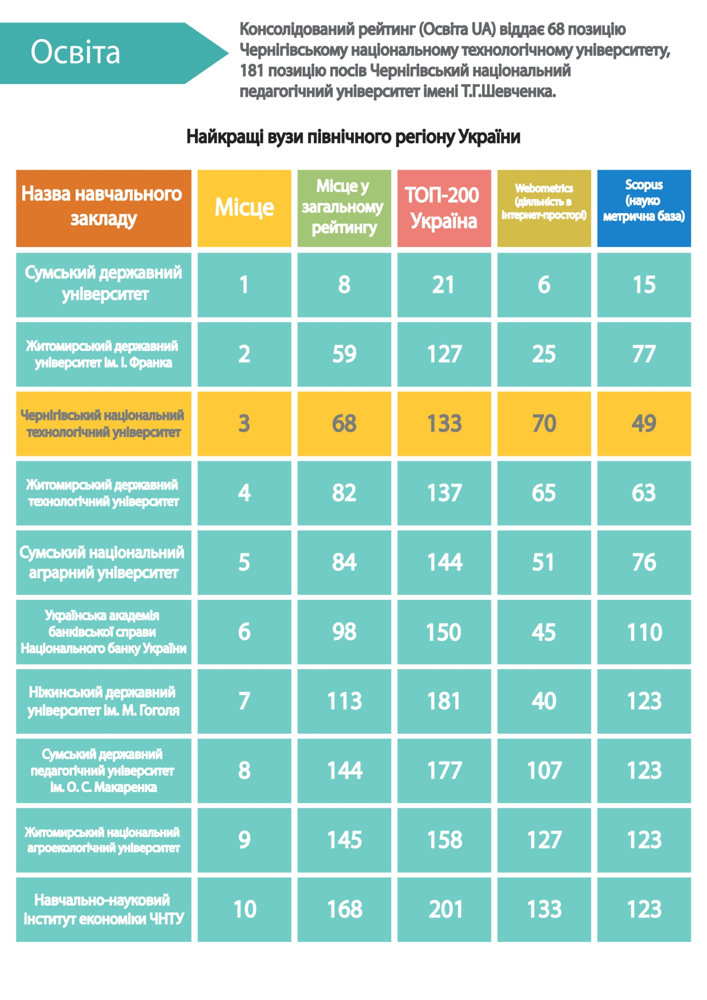 Освіта
Консолідований рейтинг (Освіта UA) віддає 68 позицію
Чернігівському національному технологічному університету,
181 позицію посів Чернігівський національний
педагогічний університет імені Т.Г.Шевченка.
Найкращі вузи північного регіону України
Назва навчального
закладу
Місце
Місце у
загальному
рейтингу
ТОП-200
Україна
Webometrics
(діяльність в
інтернет-просторі)
Scopus
(науко
метрична база)
Сумський державний
університет
1
8
21
6
15
Житомирський державний
університет ім. І. Франка
2
59
127
25
77
Чернігівський національний
технологічний університет
3
68
133
70
49
Житомирський державний
технологічний університет
4
82
137
65
63
Сумський національний
аграрний університет
5
84
144
51
76
Українська академія
банківської справи
Національного банку України
6
98
150
45
110
Ніжинський державний
університет ім. М. Гоголя
7
113
181
40
123
Сумський державний
педагогічний університет
ім. О. С. Макаренка
8
144
177
107
123
Житомирський національний
агроекологічний університет
9
145
158
127
123
Навчально-науковий
інститут економіки ЧНТУ
10
168
201
133
123